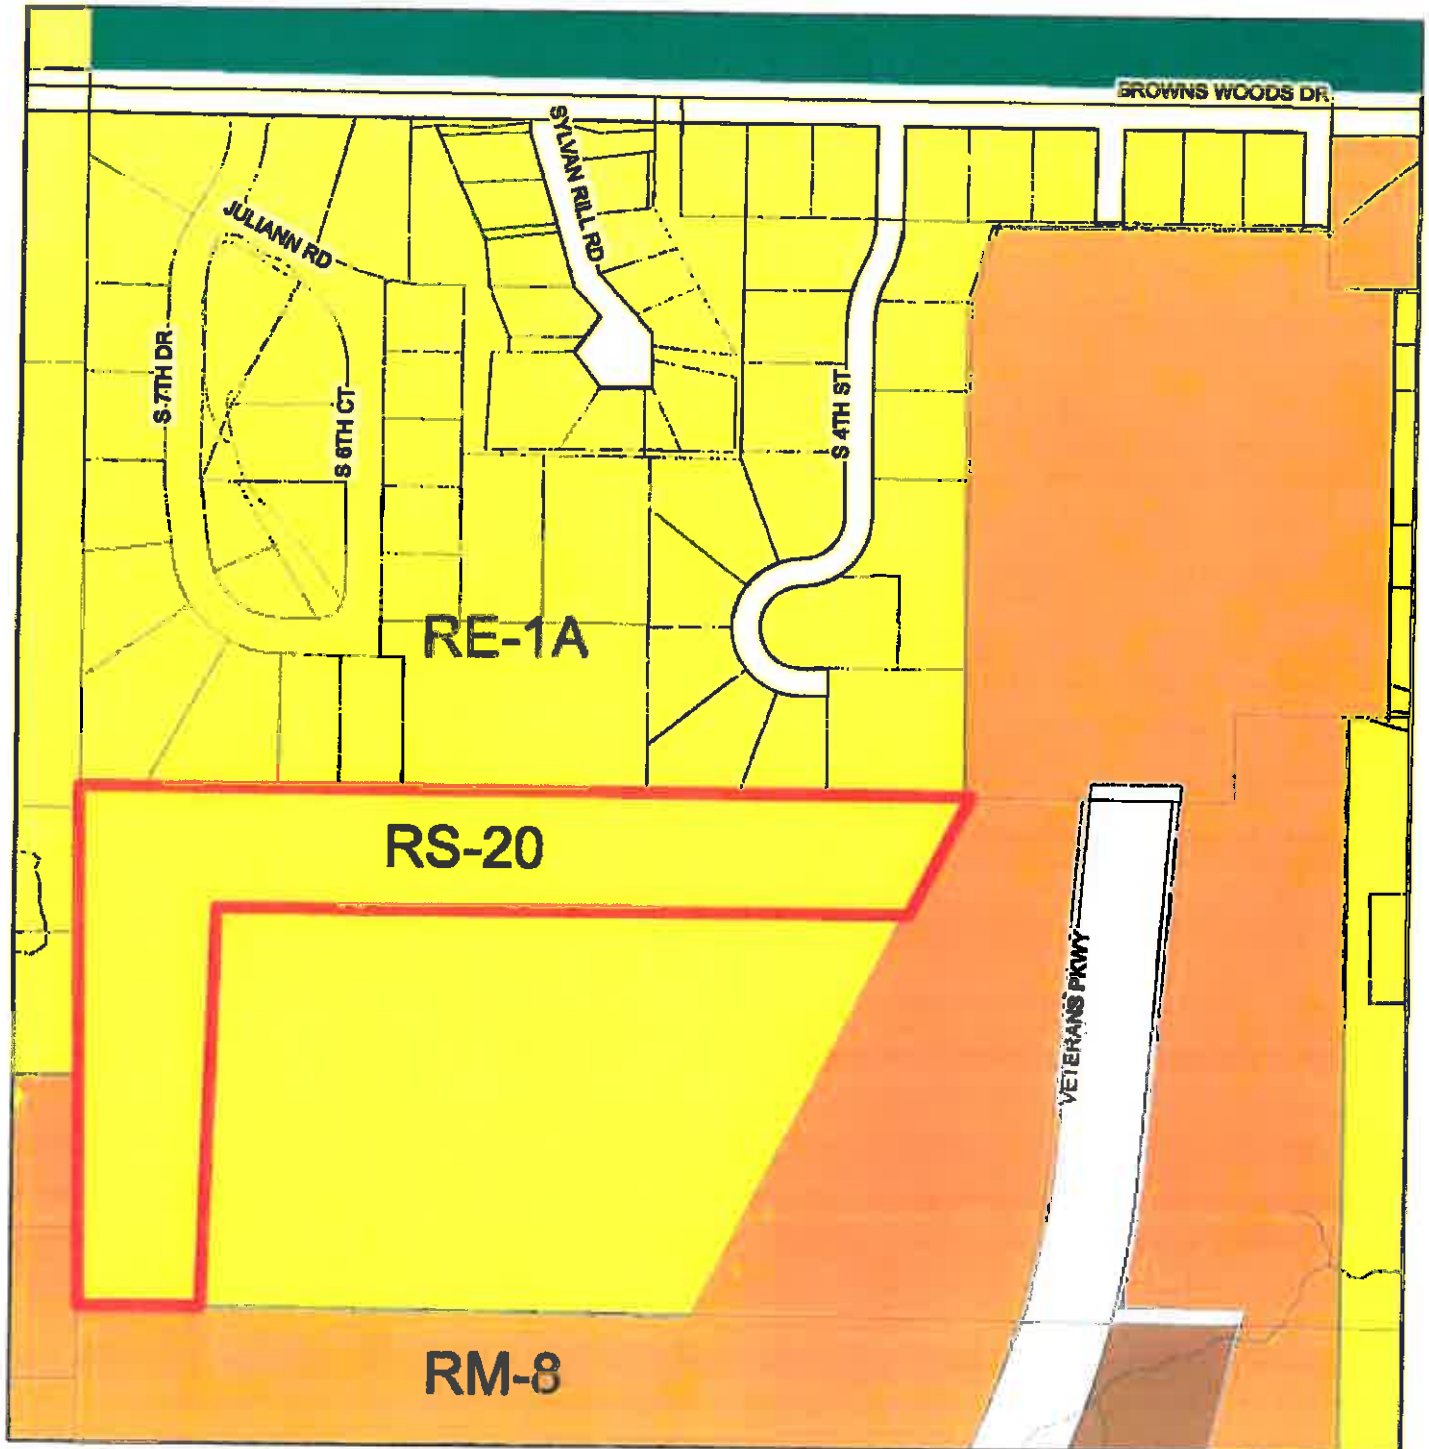 BROWNS WOODS DR
SYLVAN RILL RD
JULIANN RD
S 7TH DR
S 6TH CT
S 4TH ST
RE-1A
RS-20
VETERANS PKWY
RM-8